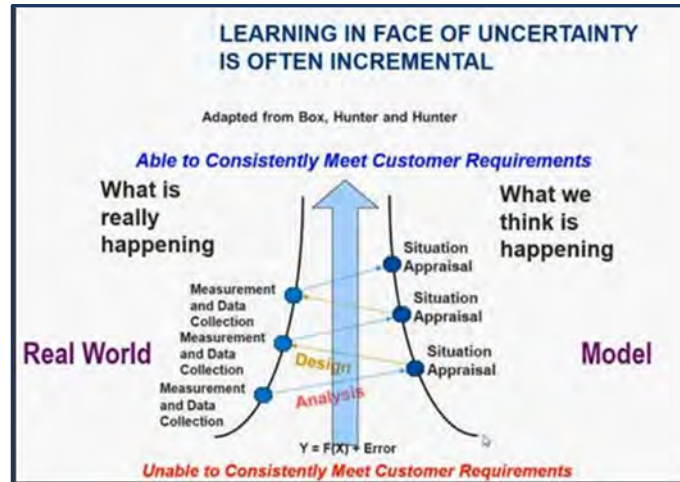 LEARNING IN FACE OF UNCERTAINTY
IS OFTEN INCREMENTAL
Adapted from Box, Hunter and Hunter
Able to Consistently Meet Customer Requirements
What is
really
happening
What we
think is
happening
Situation
Appraisal
Measurement
and Data
Collection
Situation
Appraisal
Measurement
and Data
Collection
Situation
Appraisal
Real World
Model
Design
Measurement
and Data
Collection
Analysis
Y = F(X) + Error
Unable to Consistently Meet Customer Requirements